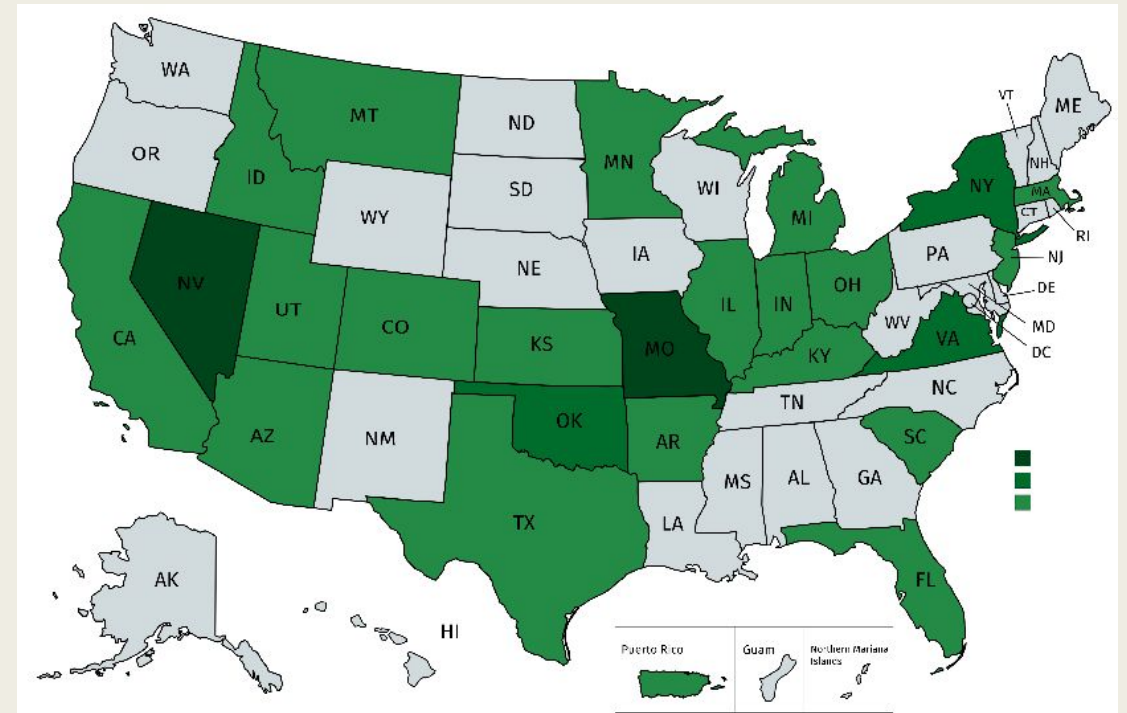 WA
MT
ND
MN
OR
ID
SD
WI
WY
IA
NE
MI
NY
VT
ME
NH
MA
CT
RI
PA
NJ
DE
MD
DC
NV
UT
CA
CO
KS
MO
IL
IN
OH
WV
VA
KY
NC
TN
SC
AZ
NM
OK
AR
MS
AL
GA
LA
TX
FL
AK
HI
Puerto Rico
Guam
Northern Mariana
Islands